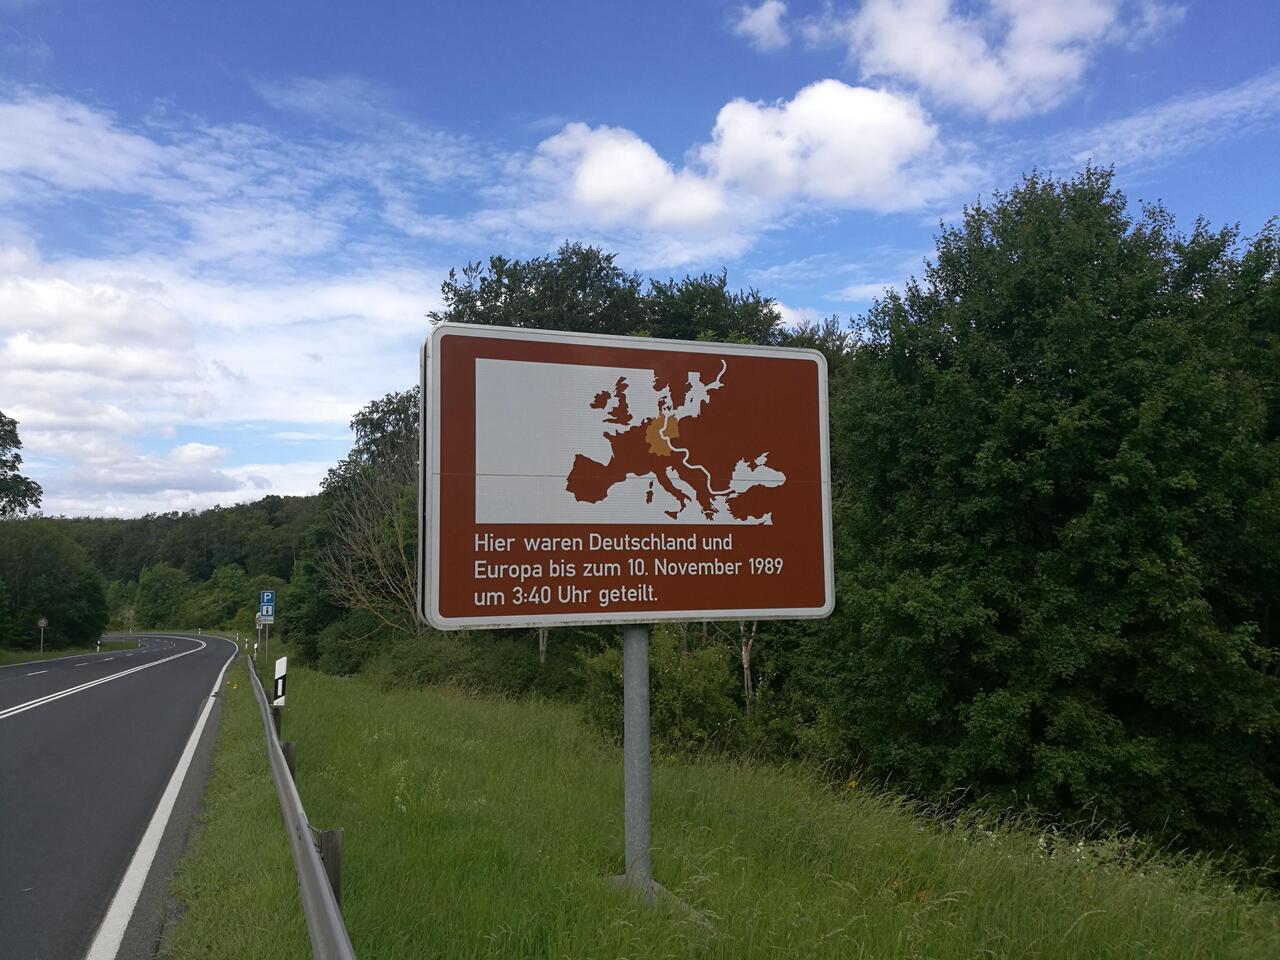 Hier waren Deutschland und
Europa bis zum 10. November 1989
um 3:40 Uhr geteilt.
P
i